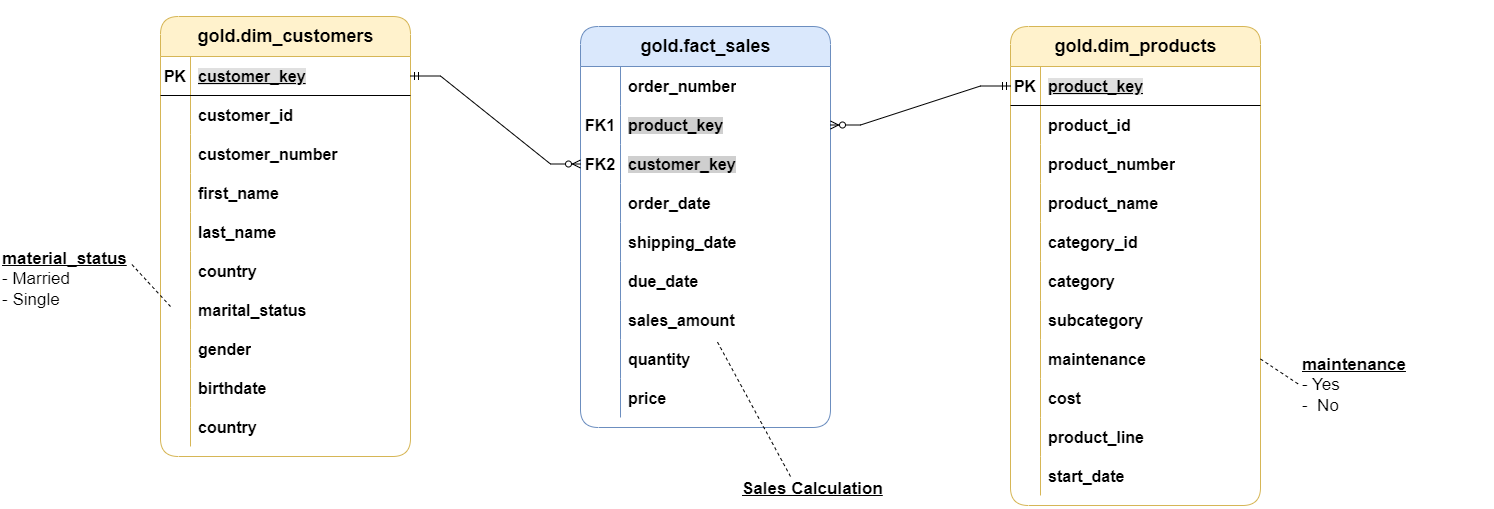 gold.dim_customers
PK customer_key
customer_id
customer_number
first_name
last_name
country
marital_status
gender
birthdate
country
material_status
- Married
- Single
gold.fact_sales
order_number
FK1 product_key
FK2 customer_key
order_date
shipping_date
due_date
sales_amount
quantity
price
Sales Calculation
gold.dim_products
PK product_key
product_id
product_number
product_name
category_id
category
subcategory
maintenance
cost
product_line
start_date
maintenance
- Yes
- No